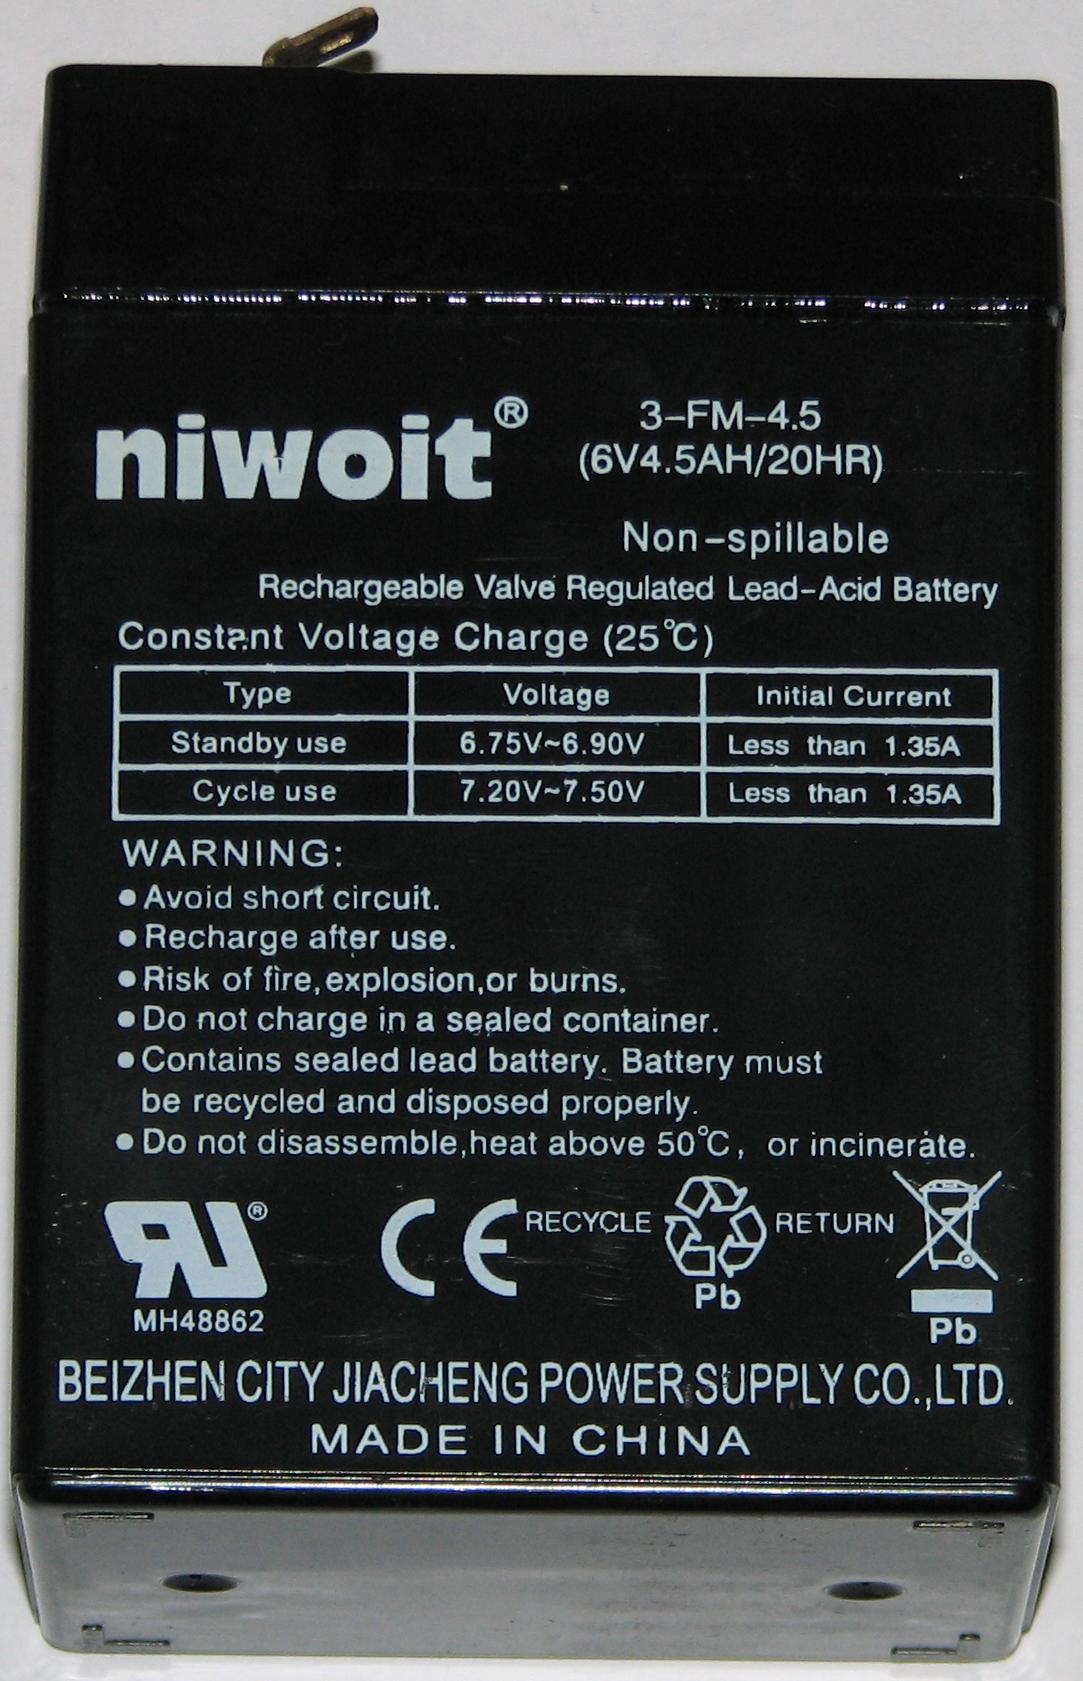 niwoit®
3-FM-4.5
(6V4.5AH/20HR)
Non-spillable
Rechargeable Valve Regulated Lead-Acid Battery
Constant Voltage Charge (25℃)
Type Voltage Initial Current
Standby use 6.75V~6.90V Less than 1.35A
Cycle use 7.20V~7.50V Less than 1.35A
WARNING:
● Avoid short circuit.
● Recharge after use.
● Risk of fire,explosion,or burns.
● Do not charge in a sealed container.
● Contains sealed lead battery. Battery must
be recycled and disposed properly.
● Do not disassemble,heat above 50℃, or incinerate.
RU®
MH48862
CE
RECYCLE
RETURN
Pb
Pb
BEIZHEN CITY JIACHENG POWER SUPPLY CO.,LTD.
MADE IN CHINA